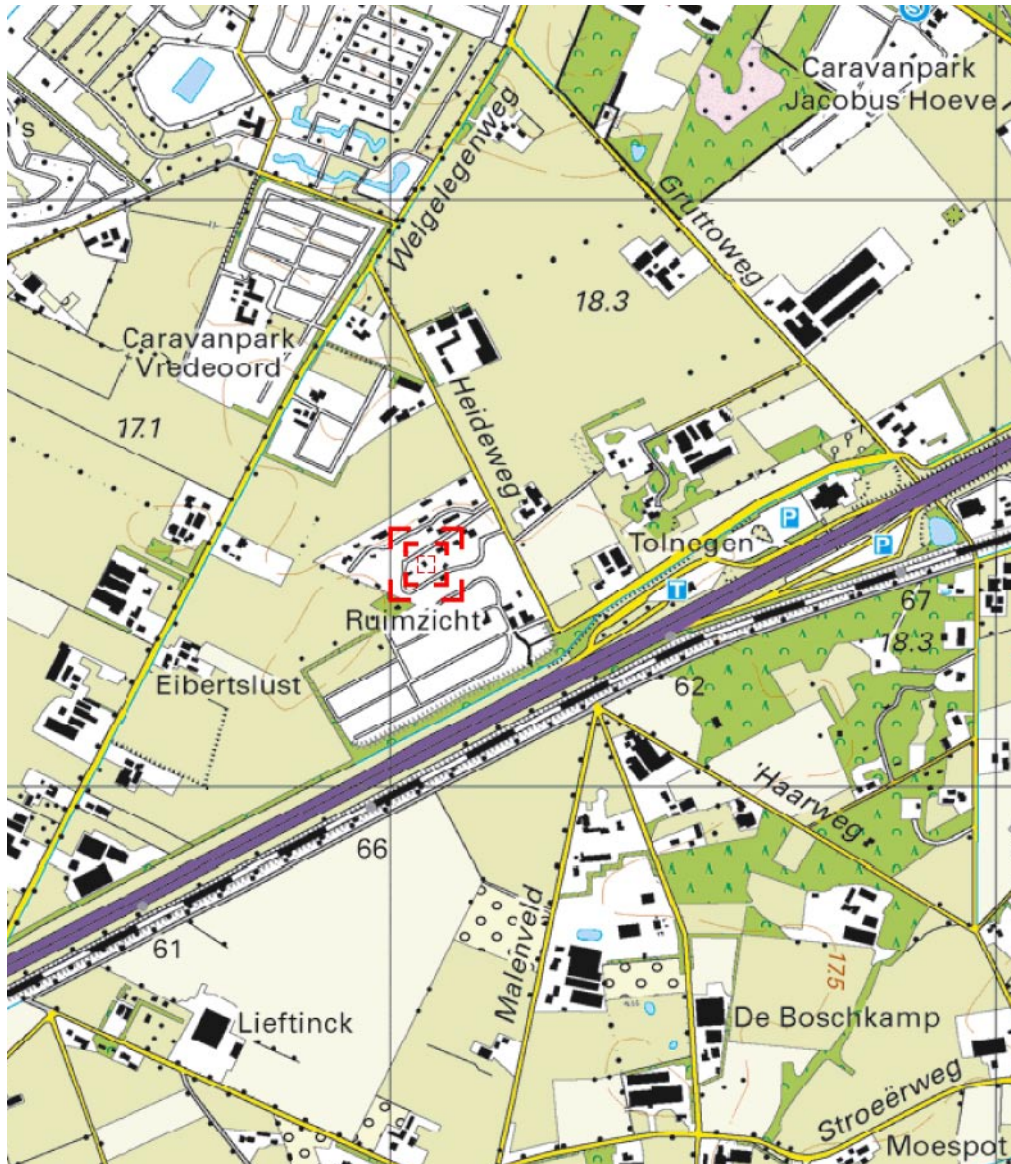 Caravanpark
Jacobus Hoeve
's
Welgelegenweg
Gruttoweg
18.3
Caravanpark
Vredeoord
17.1
Heideweg
P
Tolnegen
P
T
Ruimzicht
67
18.3
Eibertslust
62
Haarweg
66
Malenveld
61
17.5
Lieftinck
De Boschkamp
Stroeërweg
Moespot